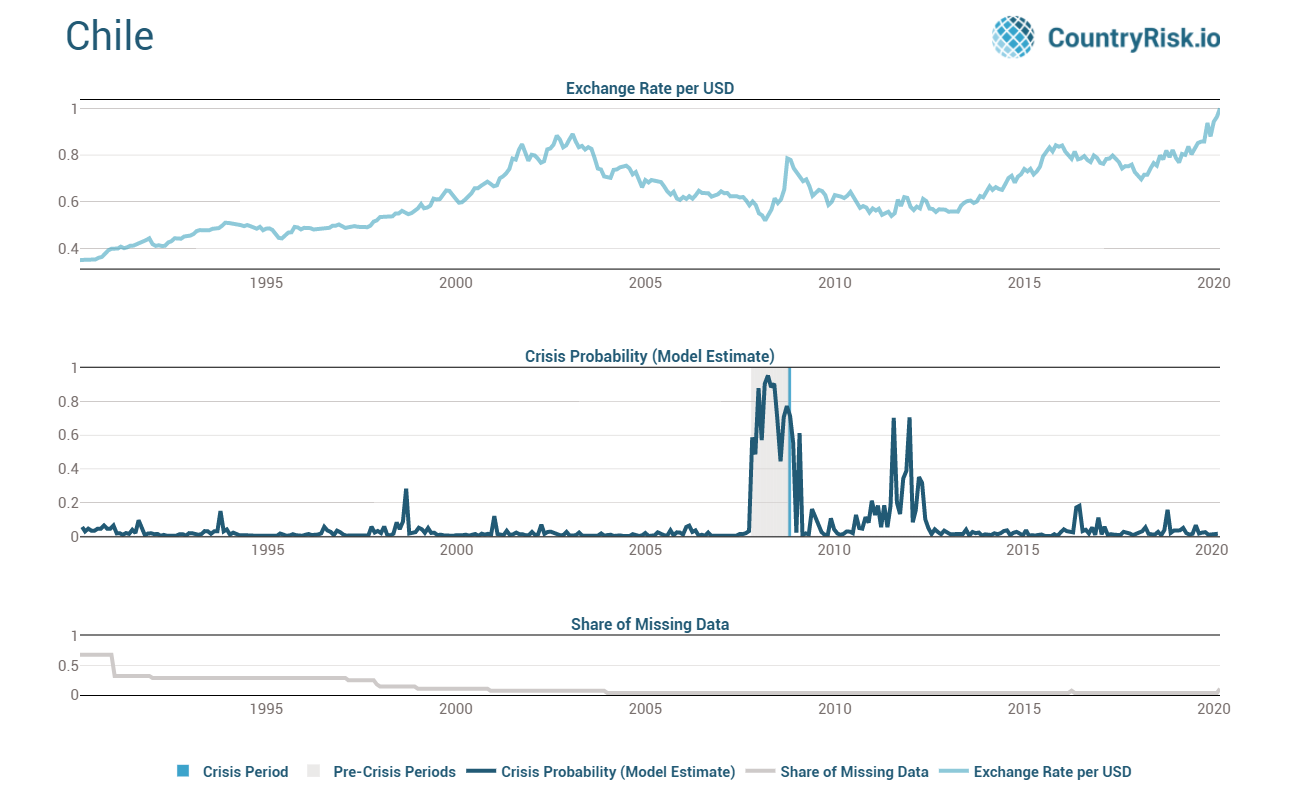 Chile
CountryRisk.io
Exchange Rate per USD
1
0.8
0.6
0.4
1995 2000 2005 2010 2015 2020
Crisis Probability (Model Estimate)
1
0.8
0.6
0.4
0.2
0
1995 2000 2005 2010 2015 2020
Share of Missing Data
1
0.5
0
1995 2000 2005 2010 2015 2020
Crisis Period Pre-Crisis Periods Crisis Probability (Model Estimate) Share of Missing Data Exchange Rate per USD